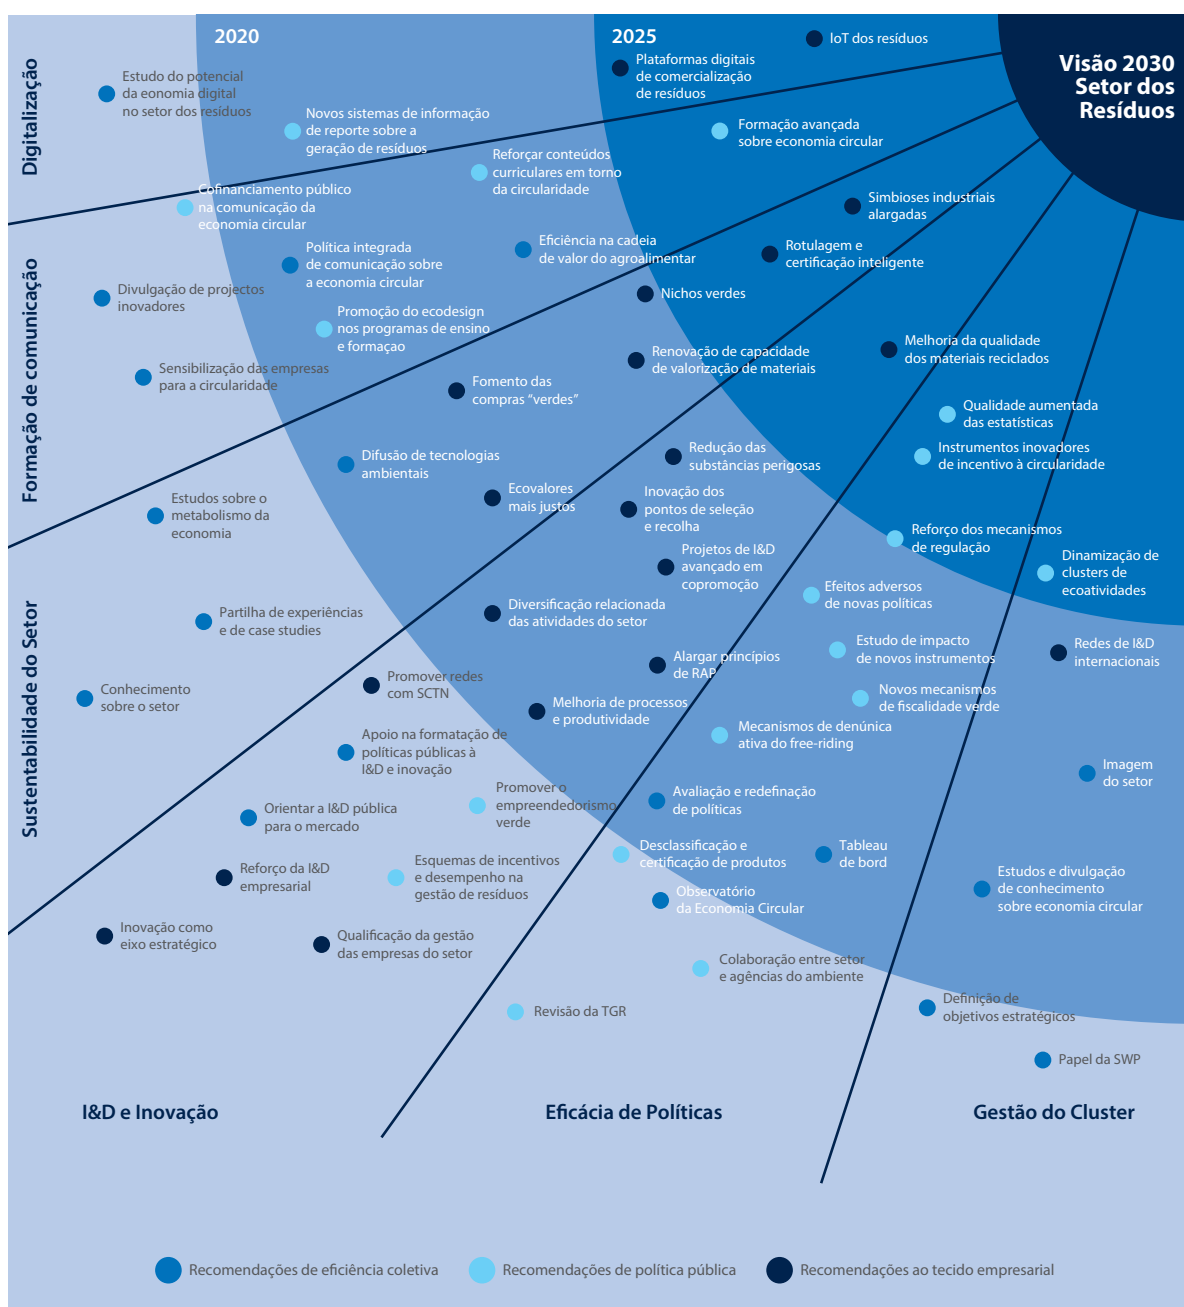 2020
2025
Visão 2030
Setor dos
Resíduos
Digitalização
Estudo do potencial
da eonomia digital
no setor dos resíduos
Novos sistemas de informação
de reporte sobre a
geração de resíduos
Plataformas digitais
de comercialização
de resíduos
IoT dos resíduos
Formação de comunicação
Cofinanciamento público
na comunicação da
economia circular
Reforçar conteúdos
curriculares em torno
da circularidade
Formação avançada
sobre economia circular
Política integrada
de comunicação sobre
a economia circular
Eficiência na cadeia
de valor do agroalimentar
Divulgação de projectos
inovadores
Promoção do ecodesign
nos programas de ensino
e formaçao
Sensibilização das empresas
para a circularidade
Sustentabilidade do Setor
Simbioses industriais
alargadas
Rotulagem e
certificação inteligente
Nichos verdes
Renovação de capacidade
de valorização de materiais
Fomento das
compras “verdes”
Difusão de tecnologias
ambientais
Ecovalores
mais justos
Estudos sobre o
metabolismo da
economia
Partilha de experiências
e de case studies
Conhecimento
sobre o setor
Melhoria da qualidade
dos materiais reciclados
Redução das
substâncias perigosas
Inovação dos
pontos de seleção
e recolha
Projetos de I&D
avançado em
copromoção
Diversificação relacionada
das atividades do setor
Alargar princípios
de RAP
Promover redes
com SCTN
Melhoria de processos
e produtividade
Apoio na formatação de
políticas públicas à
I&D e inovação
Promover o
empreendedorismo
verde
Orientar a I&D pública
para o mercado
Reforço da I&D
empresarial
Esquemas de incentivos
e desempenho na
gestão de resíduos
Inovação como
eixo estratégico
Qualificação da gestão
das empresas do setor
Qualidade aumentada
das estatísticas
Instrumentos inovadores
de incentivo à circularidade
Reforço dos mecanismos
de regulação
Efeitos adversos
de novas políticas
Estudo de impacto
de novos instrumentos
Novos mecanismos
de fiscalidade verde
Mecanismos de denúnica
ativa do free-riding
Avaliação e redefinação
de políticas
Desclassificação e
certificação de produtos
Tableau
de bord
Observatório
da Economia Circular
Colaboração entre setor
e agências do ambiente
Revisão da TGR
Dinamização de
clusters de
ecoatividades
Redes de I&D
internacionais
Imagem
do setor
Estudos e divulgação
de conhecimento
sobre economia circular
Definição de
objetivos estratégicos
Papel da SWP
I&D e Inovação
Eficácia de Políticas
Gestão do Cluster
Recomendações de eficiência coletiva
Recomendações de política pública
Recomendações ao tecido empresarial